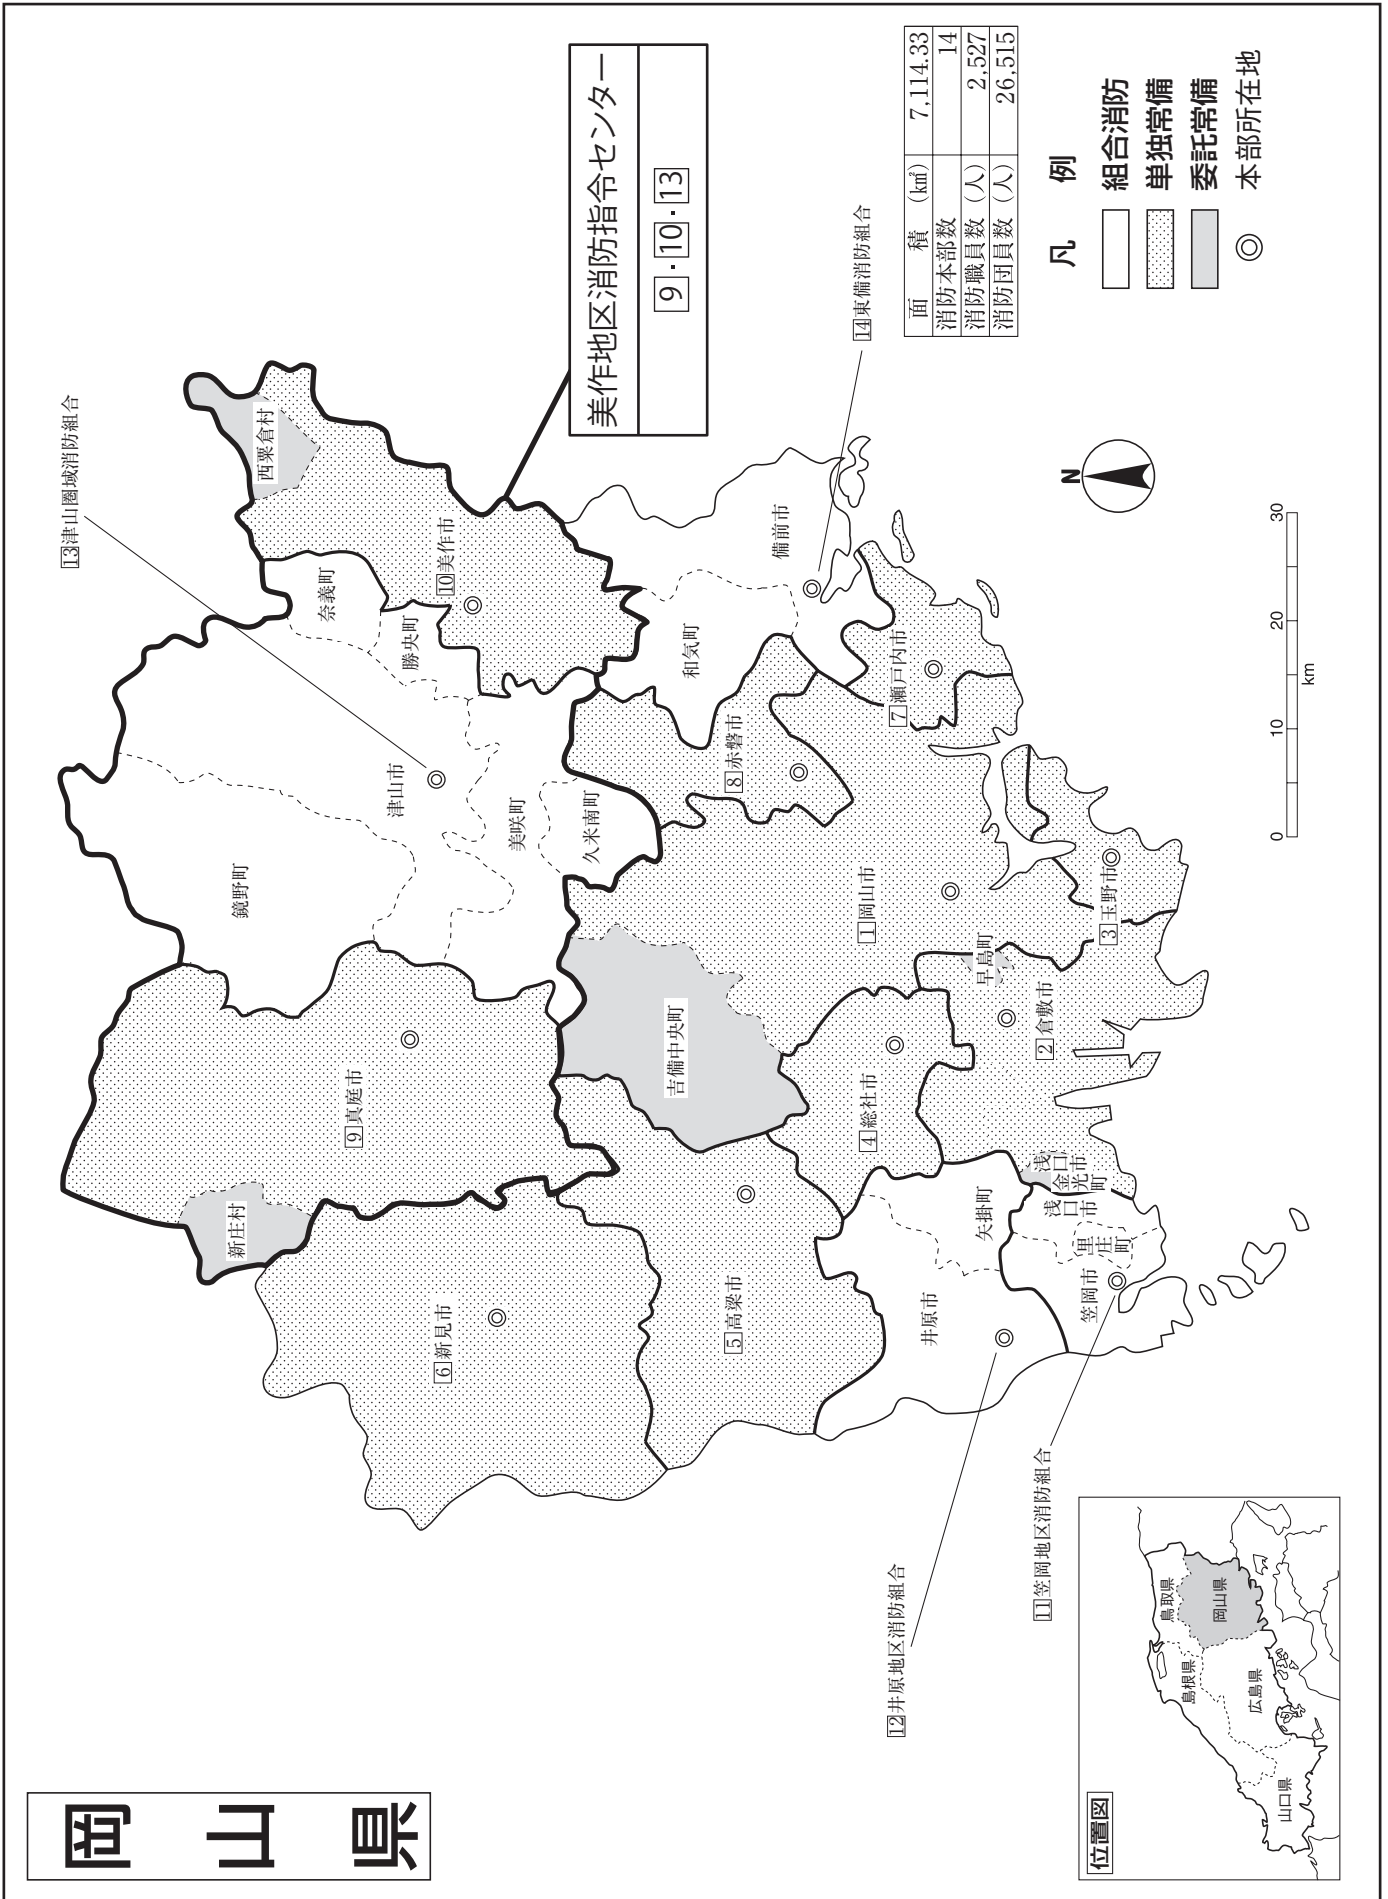 岡山県
13津山圏域消防組合
美作地区消防指令センター
9・10・13
面積(㎢) 7,114.33
消防本部数 14
消防職員数(人) 2,527
消防団員数(人) 26,515
凡例
組合消防
単独常備
委託常備
本部所在地
14東備消防組合
西粟倉村
10美作市
奈義町
勝央町
鏡野町
津山市
美咲町
久米南町
9真庭市
新庄村
6新見市
5高梁市
吉備中央町
8赤磐市
和気町
備前市
7瀬戸内市
1岡山市
3玉野市
早島町
2倉敷市
4総社市
浅口市
金光町
浅口市
里庄町
矢掛町
井原市
笠岡市
12井原地区消防組合
11笠岡地区消防組合
N
0 10 20 30
km
位置図
鳥取県
岡山県
島根県
広島県
山口県